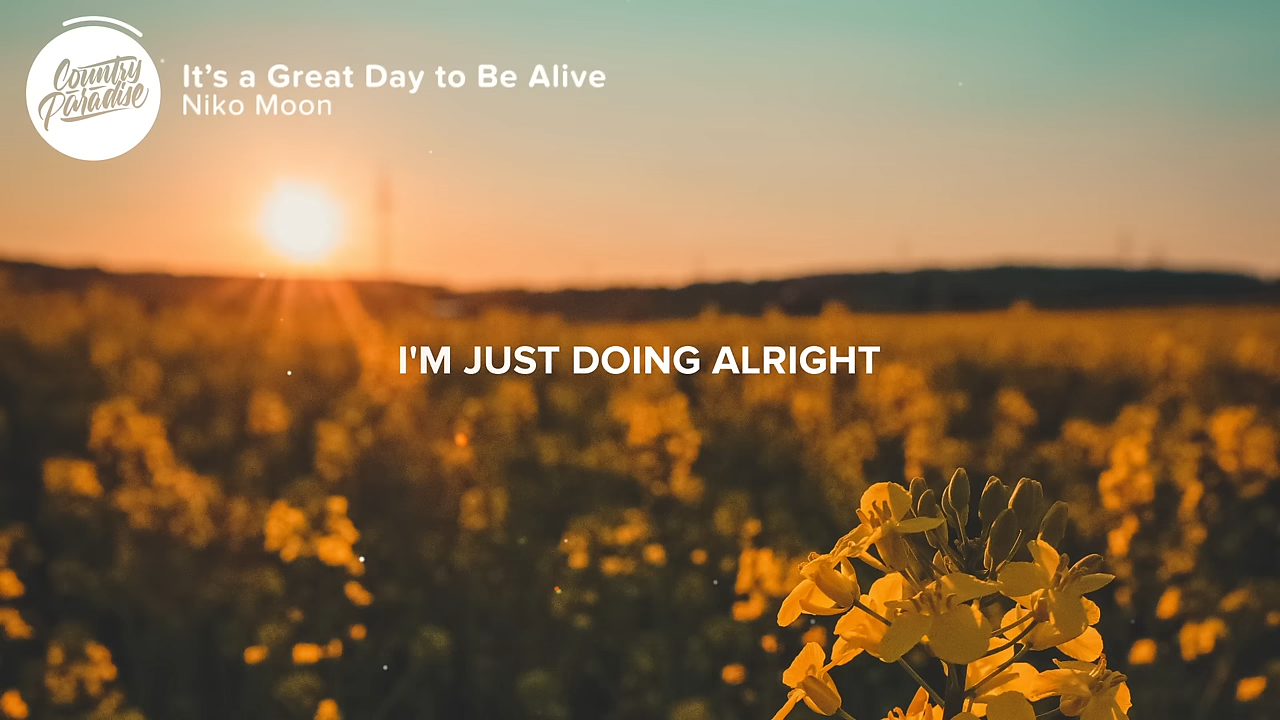 Country
Paradise
It's a Great Day to Be Alive
Niko Moon
I'M JUST DOING ALRIGHT